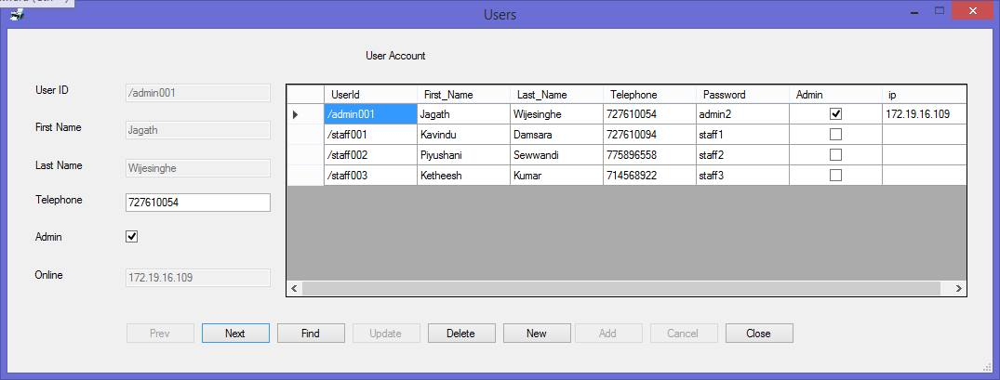 Users
User Account
User ID /admin001
First Name Jagath
Last Name Wijesinghe
Telephone 727610054
Admin
Online 172.19.16.109
UserId First_Name Last_Name Telephone Password Admin ip
/admin001 Jagath Wijesinghe 727610054 admin2 172.19.16.109
/staff001 Kavindu Damsara 727610094 staff1
/staff002 Piyushani Sewwandi 775896558 staff2
/staff003 Ketheesh Kumar 714568922 staff3
Prev Next Find Update Delete New Add Cancel Close